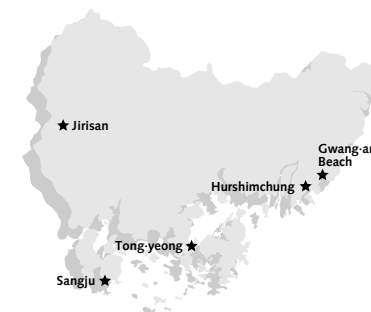 Jirisan
Gwang-an
Beach
Hurshimchung
Tong-yeong
Sangju